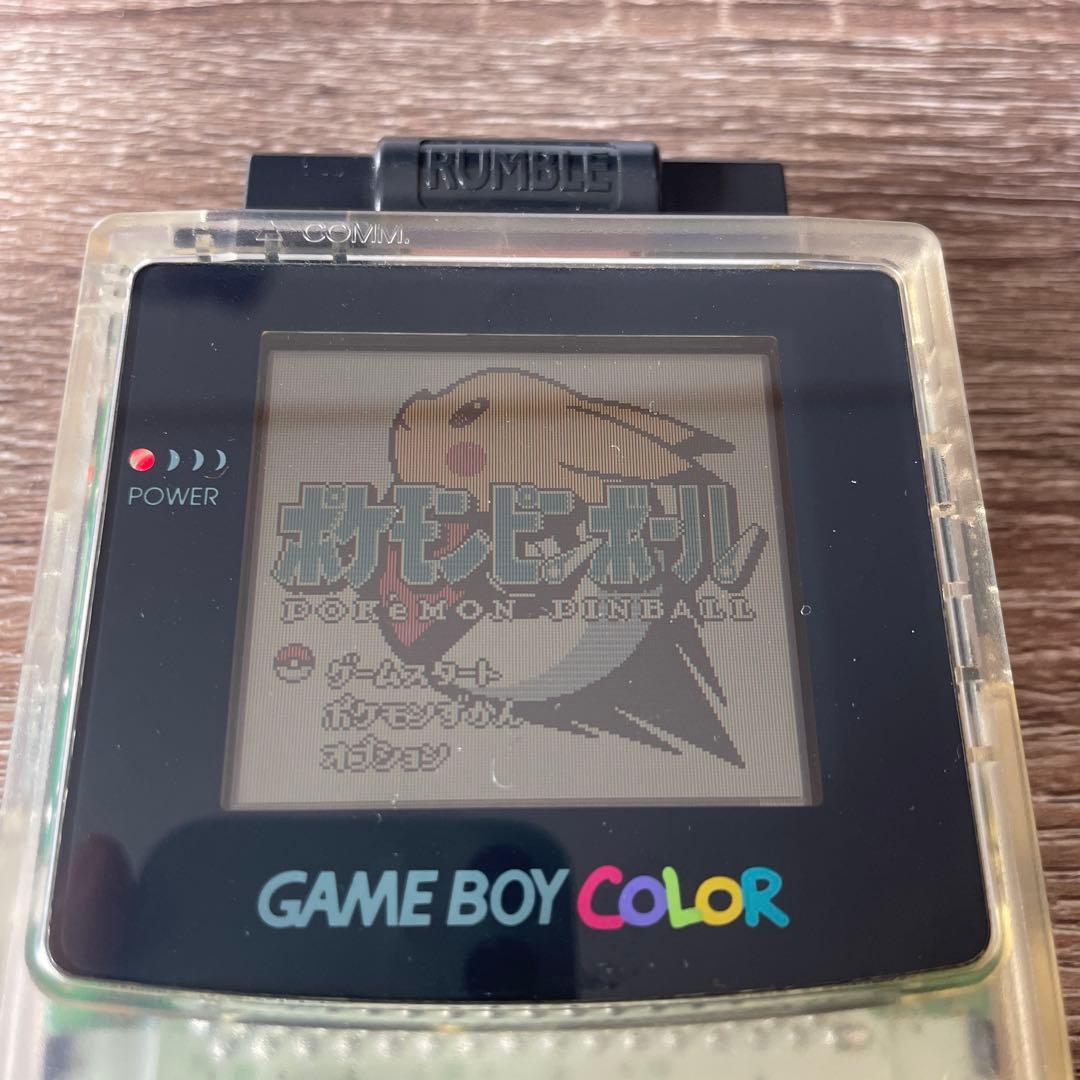 RUMBLE
COMM.
POWER
ポケモンピンボール
POKéMON PINBALL
ゲームスタート
ポケモンずかん
オプション
GAME BOY COLOR